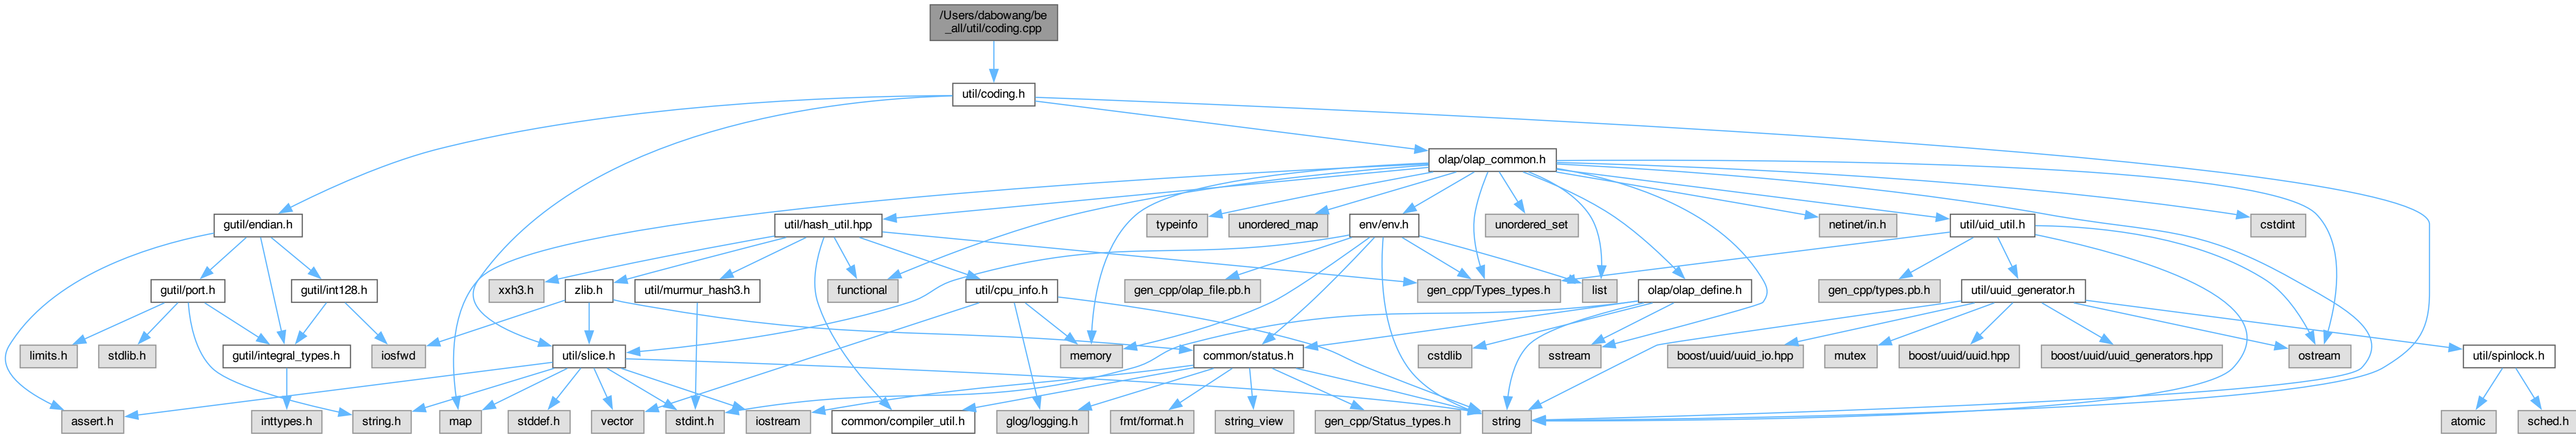 /Users/dabowang/be
_all/util/coding.cpp
util/coding.h
olap/olap_common.h
gutil/endian.h
util/hash_util.hpp
typeinfo
unordered_map
env/env.h
unordered_set
netinet/in.h
util/uid_util.h
cstdint
gutil/port.h
gutil/int128.h
xxh3.h
zlib.h
util/murmur_hash3.h
functional
util/cpu_info.h
gen_cpp/olap_file.pb.h
gen_cpp/Types_types.h
list
olap/olap_define.h
gen_cpp/types.pb.h
util/uuid_generator.h
limits.h
stdlib.h
gutil/integral_types.h
iosfwd
util/slice.h
memory
common/status.h
cstdlib
sstream
boost/uuid/uuid_io.hpp
mutex
boost/uuid/uuid.hpp
boost/uuid/uuid_generators.hpp
ostream
util/spinlock.h
assert.h
inttypes.h
string.h
map
stddef.h
vector
stdint.h
iostream
common/compiler_util.h
glog/logging.h
fmt/format.h
string_view
gen_cpp/Status_types.h
string
atomic
sched.h